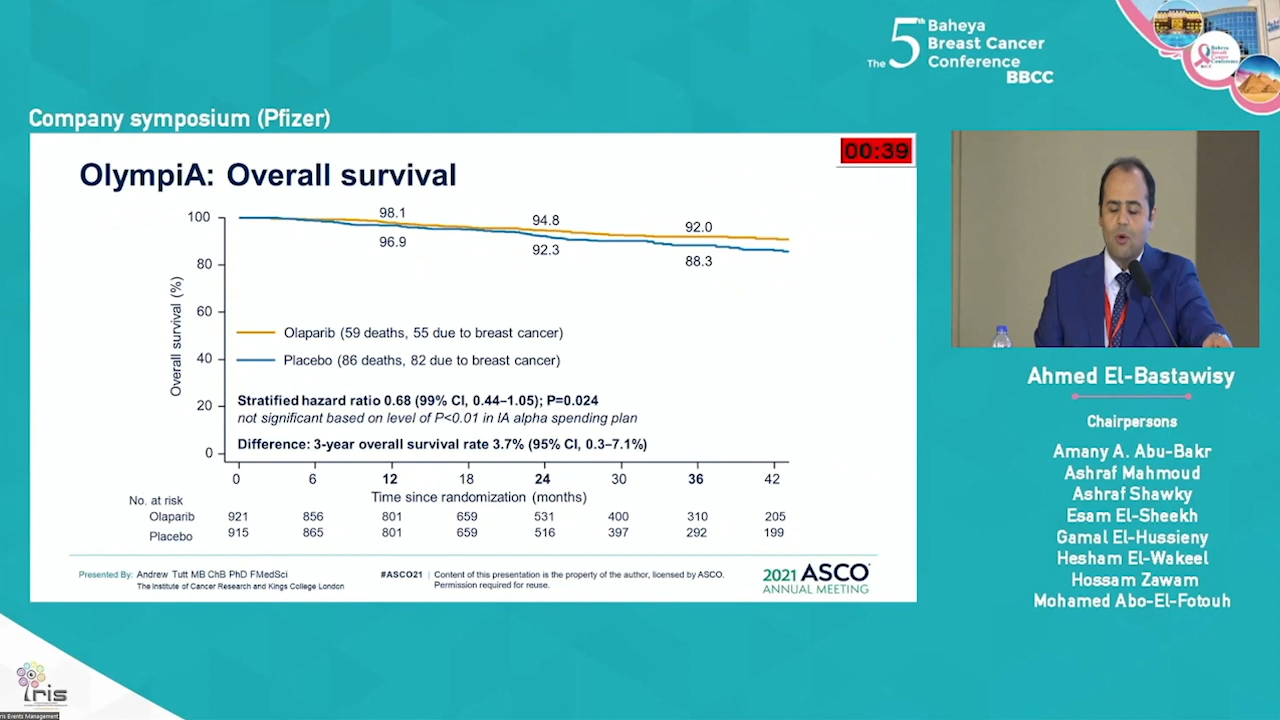 The 5th Baheya
Breast Cancer
Conference
BBCC
Company symposium (Pfizer)
00:39
OlympiA: Overall survival
Overall survival (%)
100
80
60
40
20
0
98.1
96.9
94.8
92.3
92.0
88.3
Olaparib (59 deaths, 55 due to breast cancer)
Placebo (86 deaths, 82 due to breast cancer)
Stratified hazard ratio 0.68 (99% CI, 0.44–1.05); P=0.024
not significant based on level of P<0.01 in IA alpha spending plan
Difference: 3-year overall survival rate 3.7% (95% CI, 0.3–7.1%)
0 6 12 18 24 30 36 42
Time since randomization (months)
No. at risk
Olaparib 921 856 801 659 531 400 310 205
Placebo 915 865 801 659 516 397 292 199
Presented By: Andrew Tutt MB ChB PhD FMedSci
The Institute of Cancer Research and Kings College London
#ASCO21 | Content of this presentation is the property of the author, licensed by ASCO.
Permission required for reuse.
2021 ASCO®
ANNUAL MEETING
Ahmed El-Bastawisy
Chairpersons
Amany A. Abu-Bakr
Ashraf Mahmoud
Ashraf Shawky
Esam El-Sheekh
Gamal El-Hussieny
Hesham El-Wakeel
Hossam Zawam
Mohamed Abo-El-Fotouh
Iris
ris Events Management